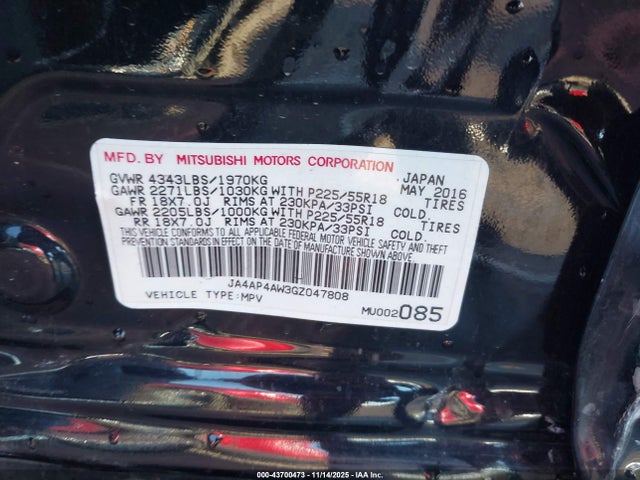 MFD. BY MITSUBISHI MOTORS CORPORATION
GVWR 4343LBS/1970KG JAPAN MAY 2016
GAWR 2271LBS/1030KG WITH P225/55R18 TIRES
FR 18X7.0J RIMS AT 230KPA/33PSI COLD.
GAWR 2205LBS/1000KG WITH P225/55R18 TIRES
RR 18X7.0J RIMS AT 230KPA/33PSI COLD.
THIS VEHICLE CONFORMS TO ALL APPLICABLE FEDERAL MOTOR VEHICLE SAFETY AND THEFT
PREVENTION STANDARDS IN EFFECT ON THE DATE OF MANUFACTURE SHOWN ABOVE.
JA4AP4AW3GZ047808
VEHICLE TYPE:MPV MU002085
000-43700473 - 11/14/2025 - Copyright © IAA, Inc.